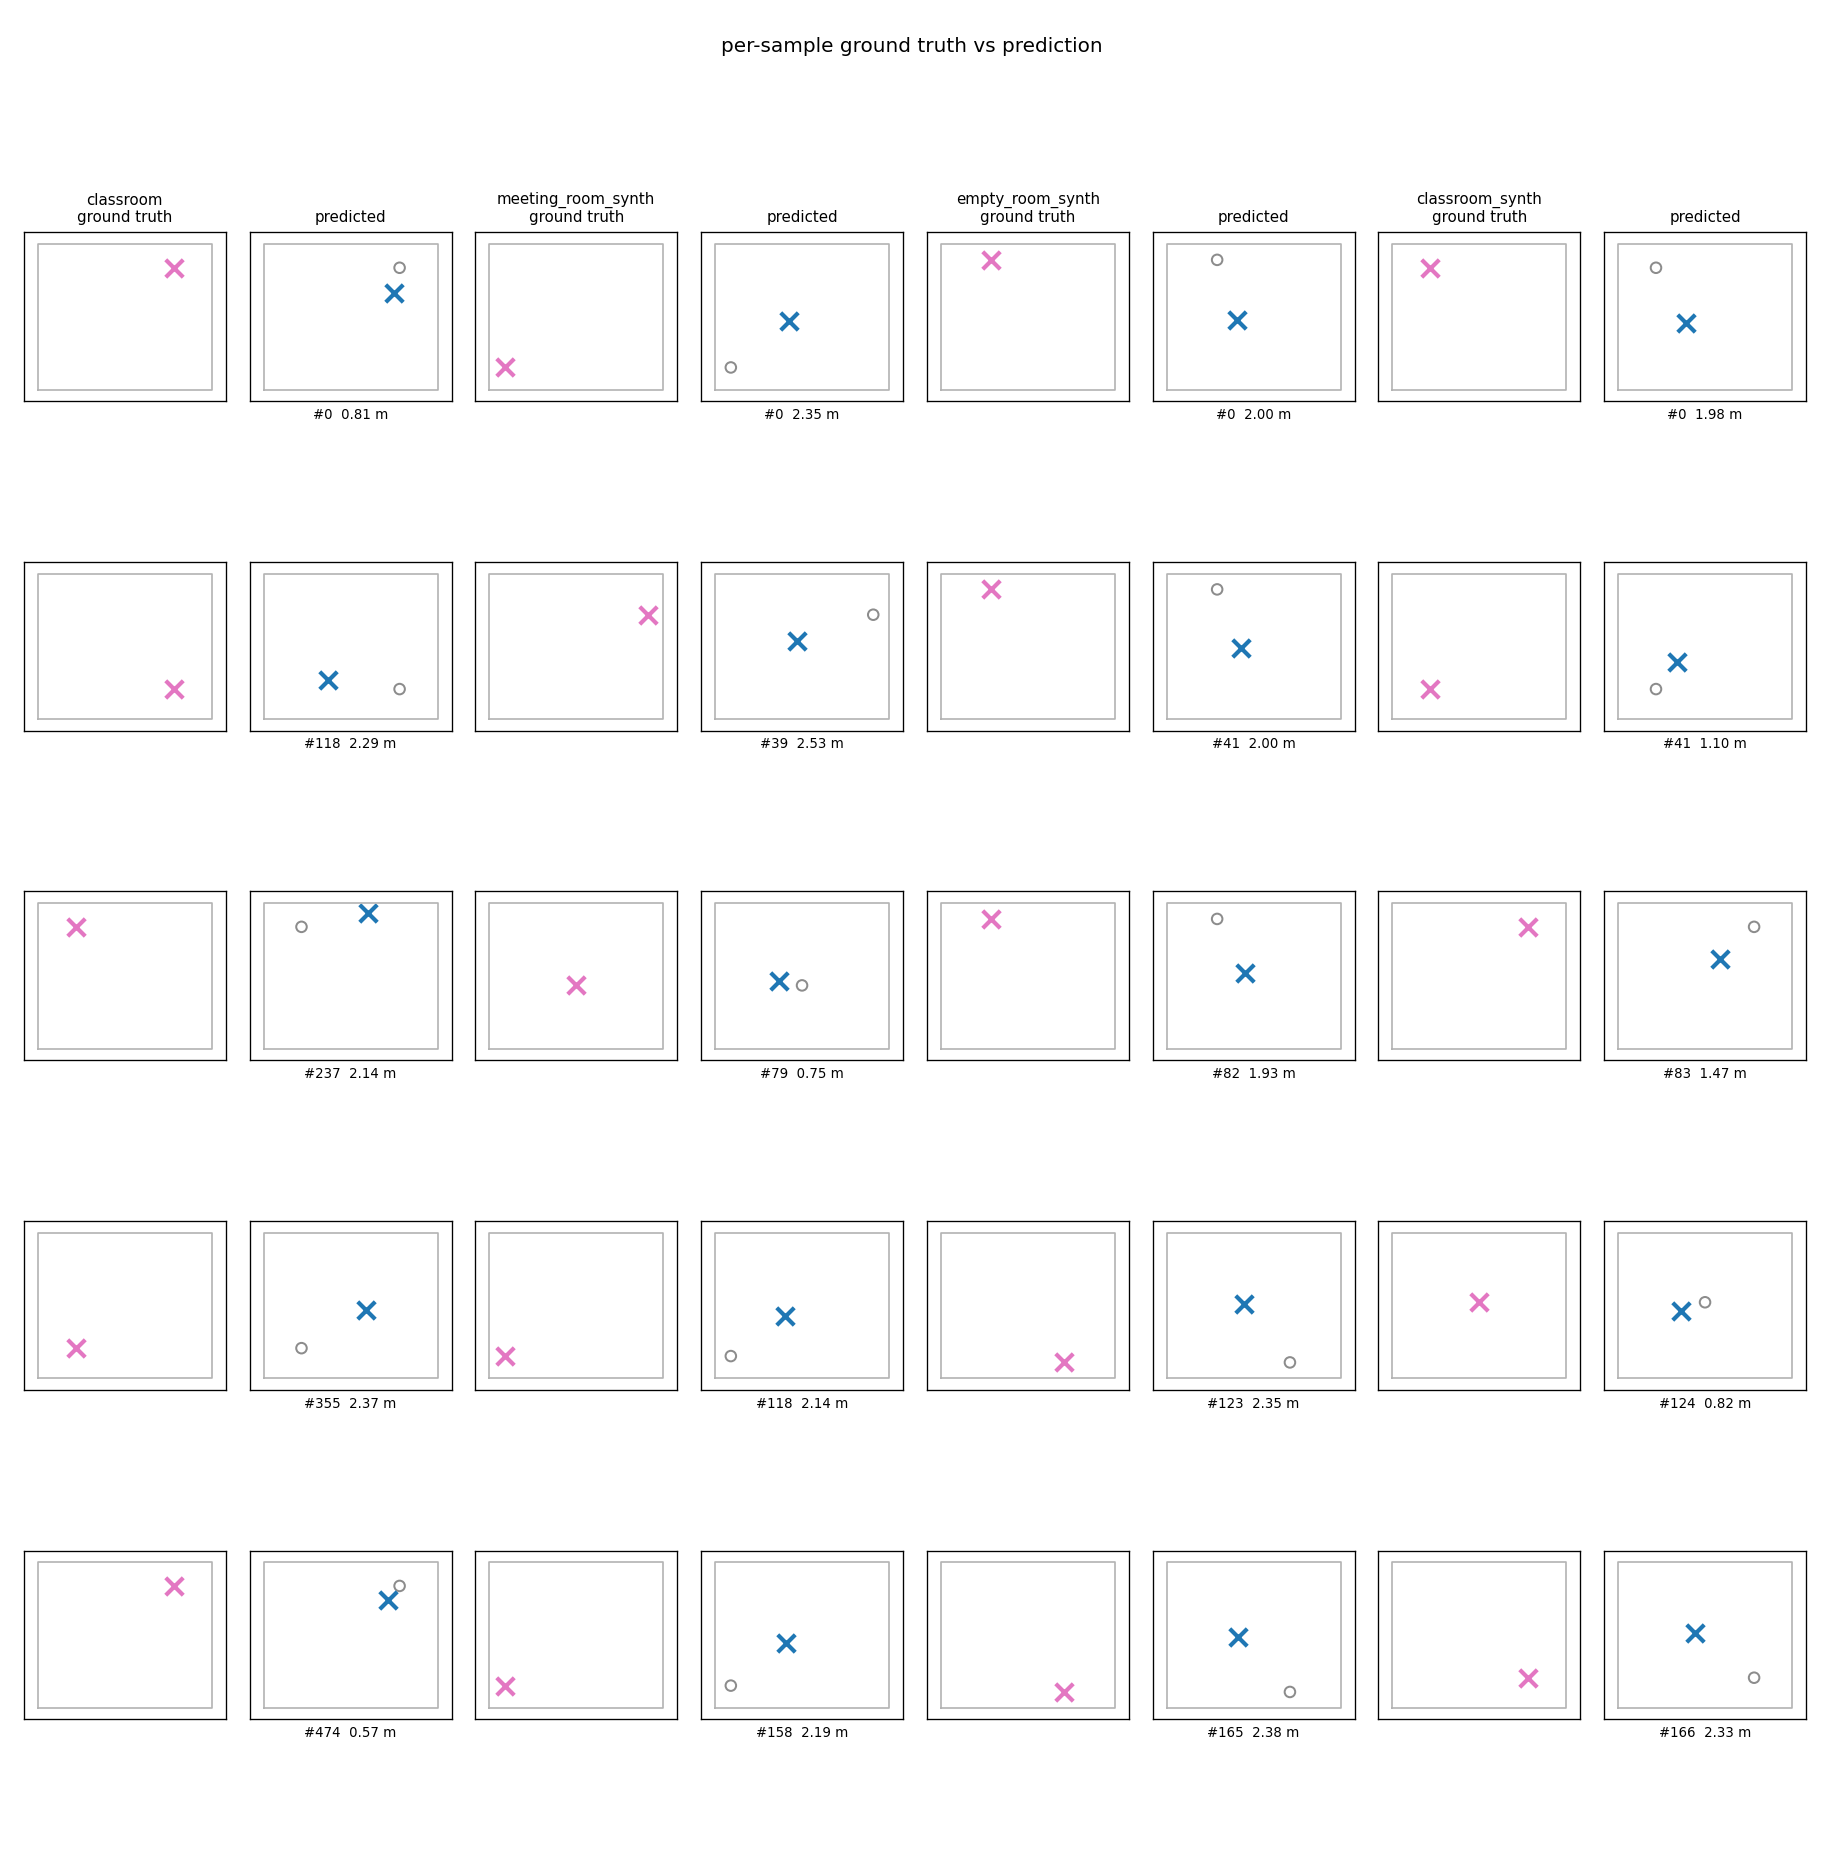 per-sample ground truth vs prediction
classroom
ground truth
predicted
meeting_room_synth
ground truth
predicted
empty_room_synth
ground truth
predicted
classroom_synth
ground truth
predicted
#0 0.81 m
#0 2.35 m
#0 2.00 m
#0 1.98 m
#118 2.29 m
#39 2.53 m
#41 2.00 m
#41 1.10 m
#237 2.14 m
#79 0.75 m
#82 1.93 m
#83 1.47 m
#355 2.37 m
#118 2.14 m
#123 2.35 m
#124 0.82 m
#474 0.57 m
#158 2.19 m
#165 2.38 m
#166 2.33 m